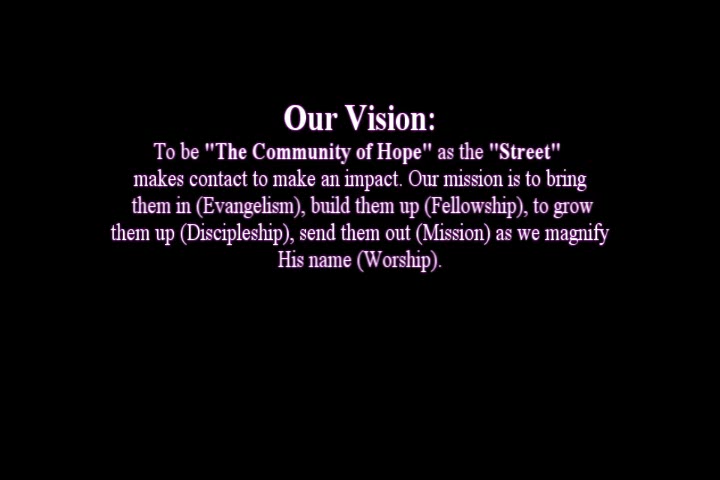 Our Vision:
To be "The Community of Hope" as the "Street"
makes contact to make an impact. Our mission is to bring
them in (Evangelism), build them up (Fellowship), to grow
them up (Discipleship), send them out (Mission) as we magnify
His name (Worship).